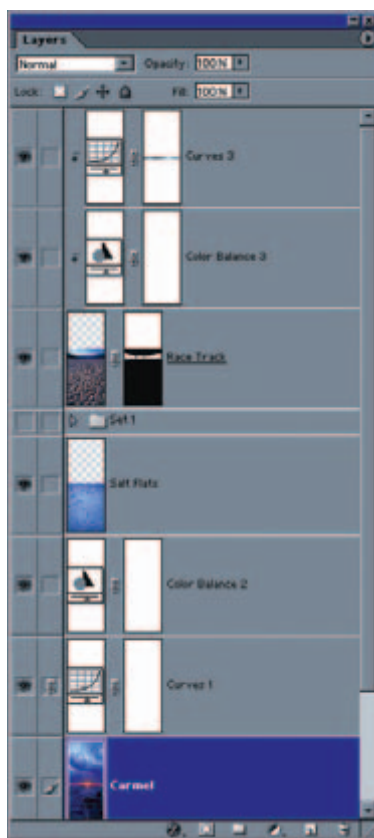 Layers
Normal Opacity: 100%
Lock: Fill: 100%
Curves 3
Color Balance 3
Race Track
Set 1
Salt Flats
Color Balance 2
Curves 1
Carmel